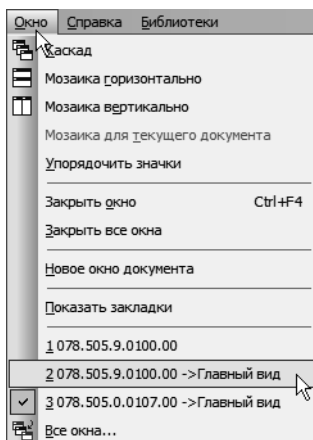 Окно Справка Библиотеки
Каскад
Мозаика горизонтально
Мозаика вертикально
Мозаика для текущего документа
Упорядочить значки
Закрыть окно Ctrl+F4
Закрыть все окна
Новое окно документа
Показать закладки
1 078.505.9.0100.00
2 078.505.9.0100.00 ->Главный вид
3 078.505.0.0107.00 ->Главный вид
Все окна...